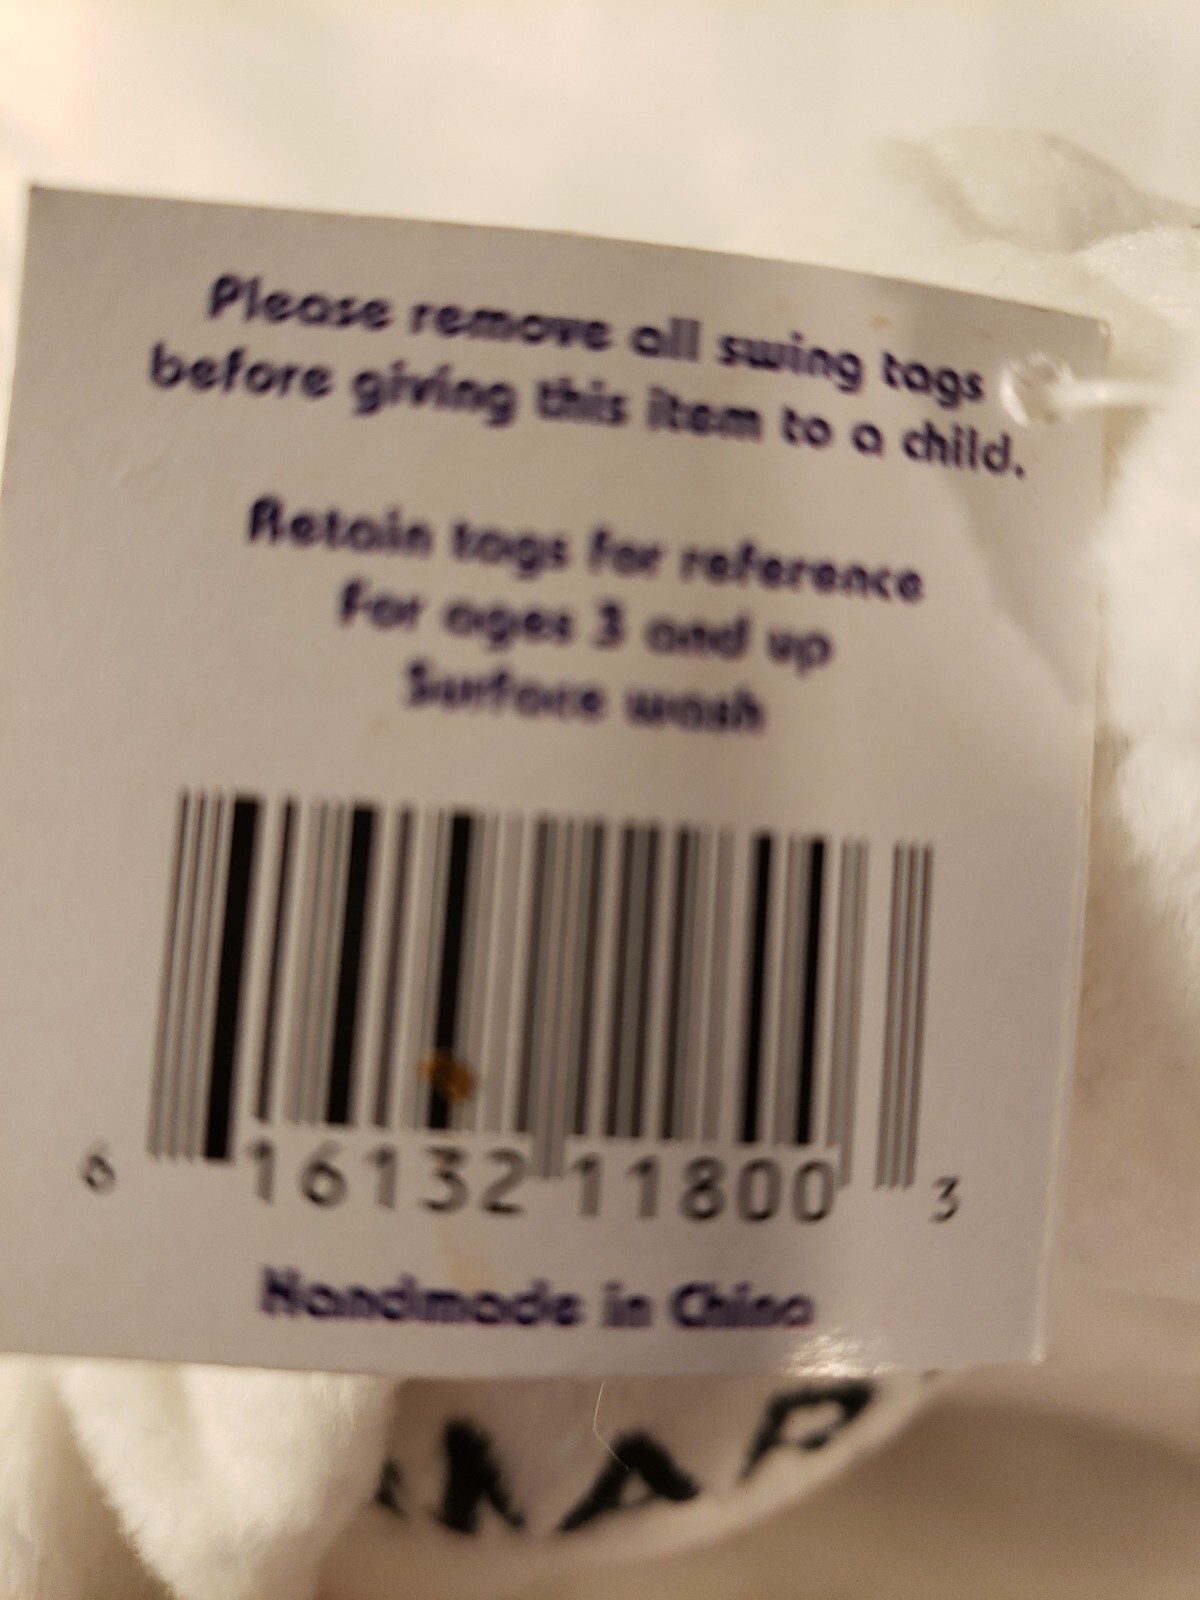 Please remove all swing tags
before giving this item to a child.
Retain tags for reference
For ages 3 and up
Surface wash
6 16132 11800 3
Handmade in China